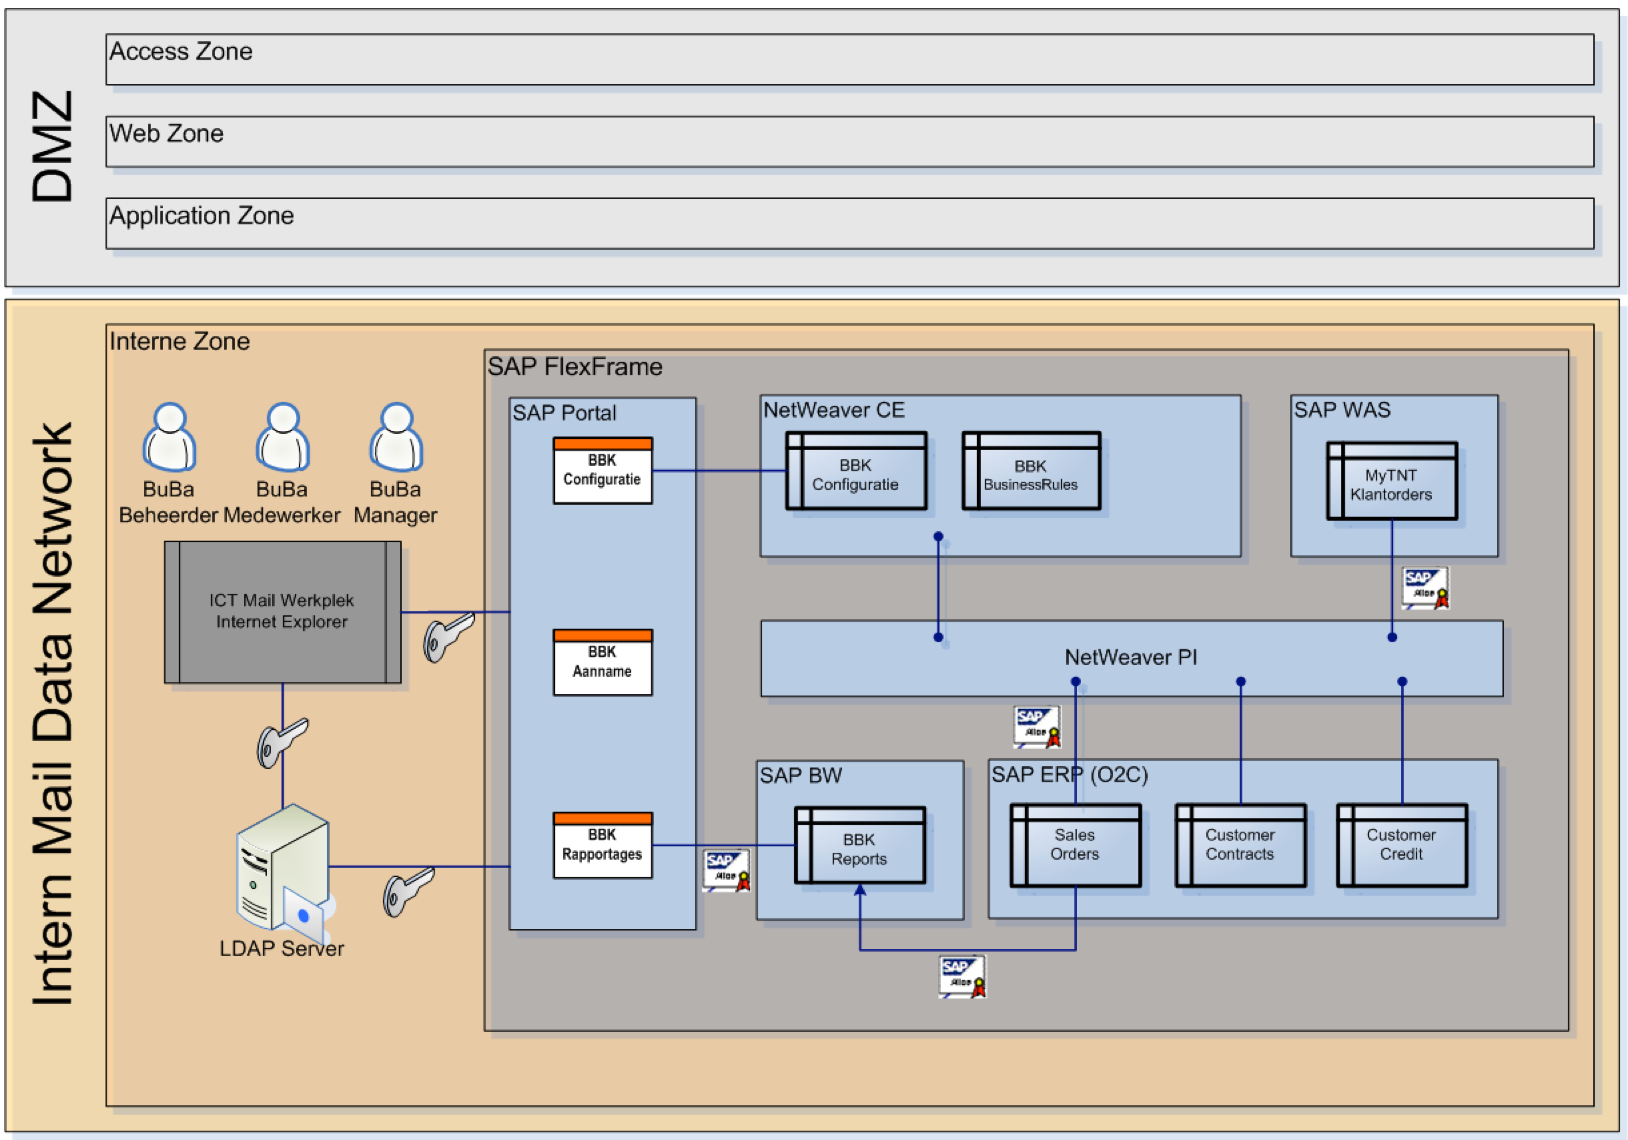 DMZ
Access Zone
Web Zone
Application Zone
Intern Mail Data Network
Interne Zone
BuBa
Beheerder
BuBa
Medewerker
BuBa
Manager
ICT Mail Werkplek
Internet Explorer
LDAP Server
SAP FlexFrame
SAP Portal
BBK
Configuratie
BBK
Aanname
BBK
Rapportages
NetWeaver CE
BBK
Configuratie
BBK
BusinessRules
SAP WAS
MyTNT
Klantorders
SAP
NetWeaver PI
SAP
SAP BW
BBK
Reports
SAP
SAP ERP (O2C)
Sales
Orders
Customer
Contracts
Customer
Credit
SAP